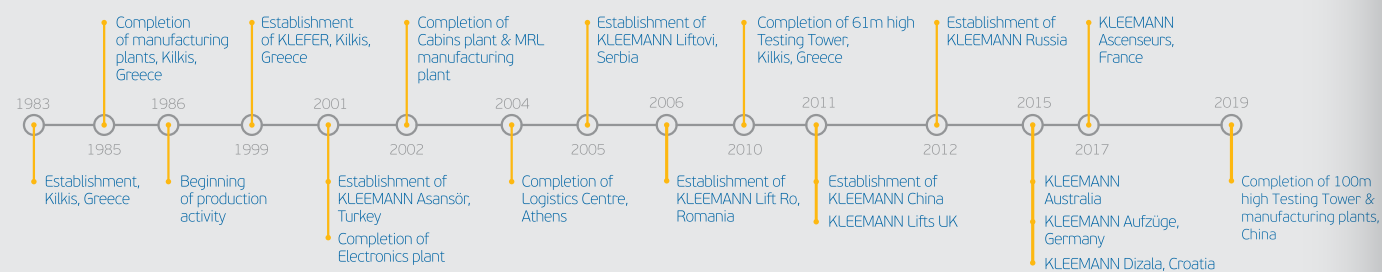 Completion
of manufacturing
plants, Kilkis,
Greece
Establishment
of KLEFER, Kilkis,
Greece
Completion of
Cabins plant & MRL
manufacturing
plant
Establishment of
KLEEMANN Liftovi,
Serbia
Completion of 61m high
Testing Tower,
Kilkis, Greece
Establishment of
KLEEMANN Russia
KLEEMANN
Ascenseurs,
France
1983
1986
2001
2004
2006
2011
2015
2019
1985
1999
2002
2005
2010
2012
2017
Establishment,
Kilkis, Greece
Beginning
of production
activity
Establishment of
KLEEMANN Asansör,
Turkey
Completion of
Electronics plant
Completion of
Logistics Centre,
Athens
Establishment of
KLEEMANN Lift Ro,
Romania
Establishment of
KLEEMANN China
KLEEMANN Lifts UK
KLEEMANN
Australia
KLEEMANN Aufzüge,
Germany
KLEEMANN Dizala, Croatia
Completion of 100m
high Testing Tower &
manufacturing plants,
China